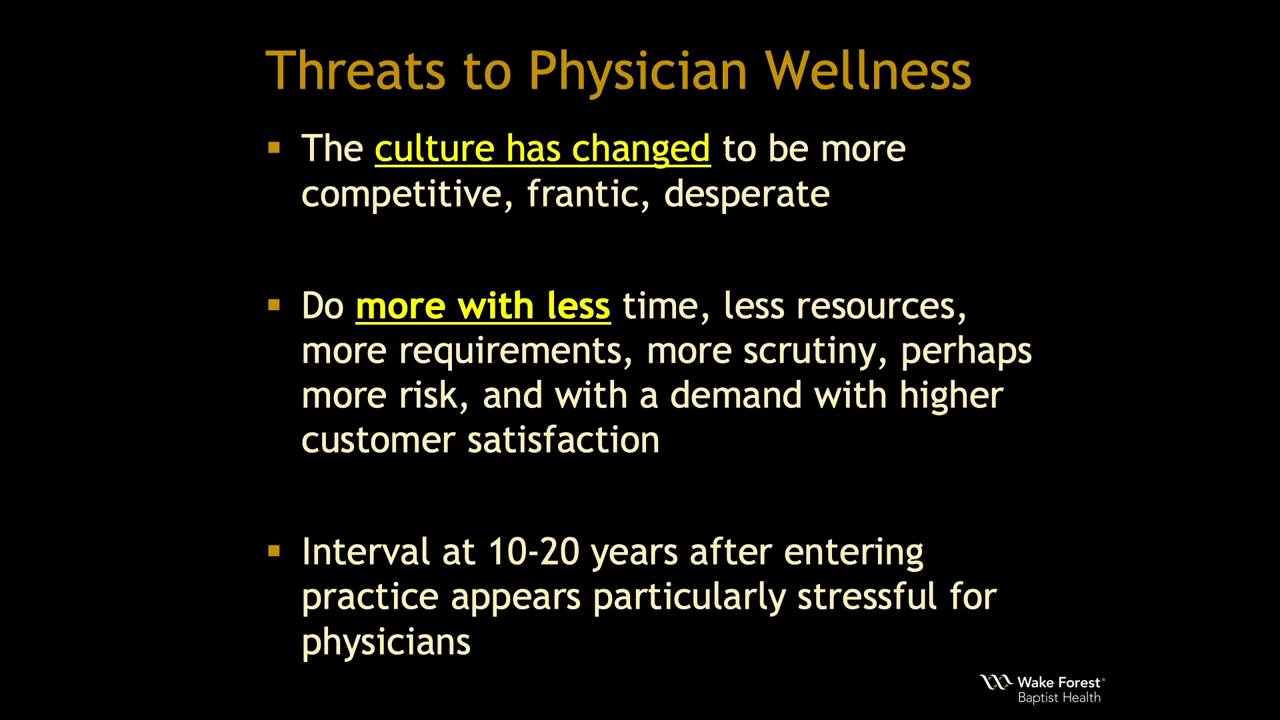 Threats to Physician Wellness
▪ The culture has changed to be more
competitive, frantic, desperate
▪ Do more with less time, less resources,
more requirements, more scrutiny, perhaps
more risk, and with a demand with higher
customer satisfaction
▪ Interval at 10-20 years after entering
practice appears particularly stressful for
physicians
Wake Forest®
Baptist Health